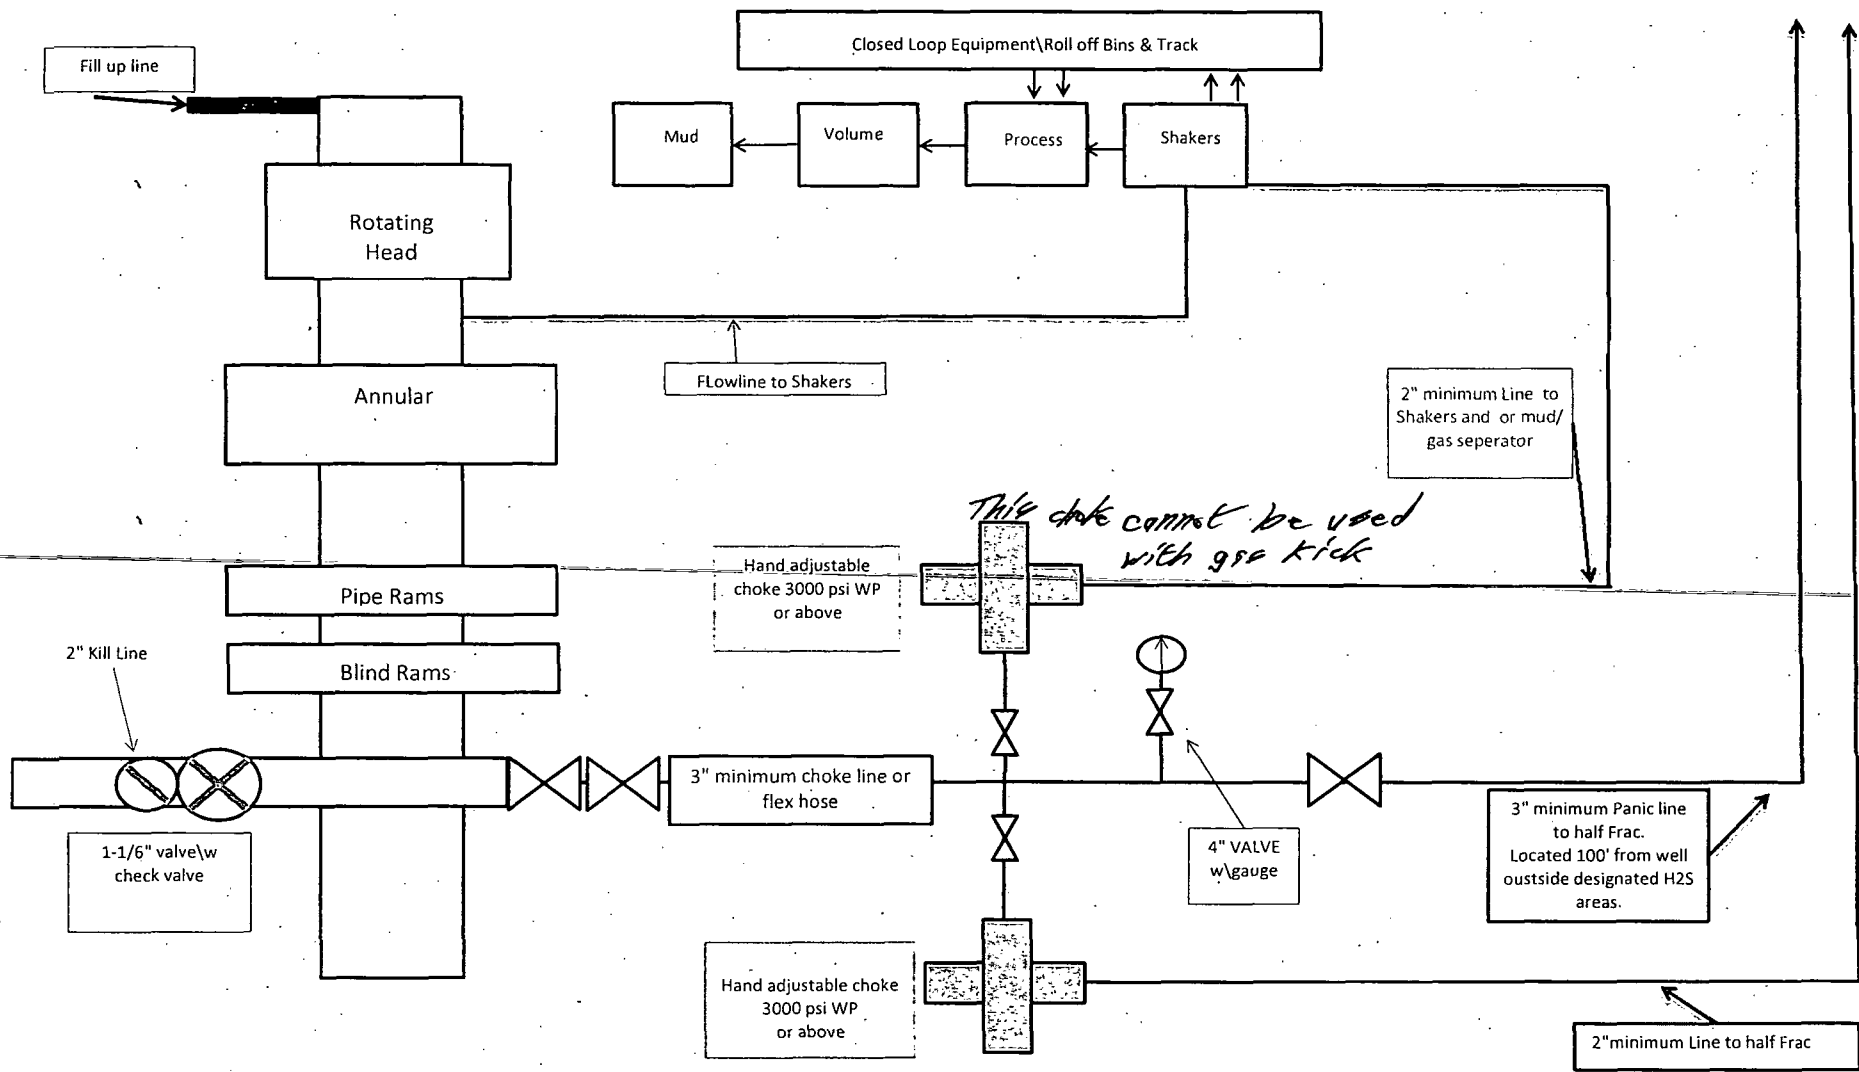 Closed Loop Equipment\Roll off Bins & Track
Fill up line
Mud
Volume
Process
Shakers
Rotating
Head
FLowline to Shakers
Annular
2" minimum Line to
Shakers and or mud/
gas seperator
This choke cannot be used
with gas kick
Hand adjustable
choke 3000 psi WP
or above
Pipe Rams
2" Kill Line
Blind Rams
3" minimum choke line or
flex hose
1-1/6" valve\w
check valve
4" VALVE
w\gauge
3" minimum Panic line
to half Frac.
Located 100' from well
oustside designated H2S
areas.
Hand adjustable choke
3000 psi WP
or above
2"minimum Line to half Frac